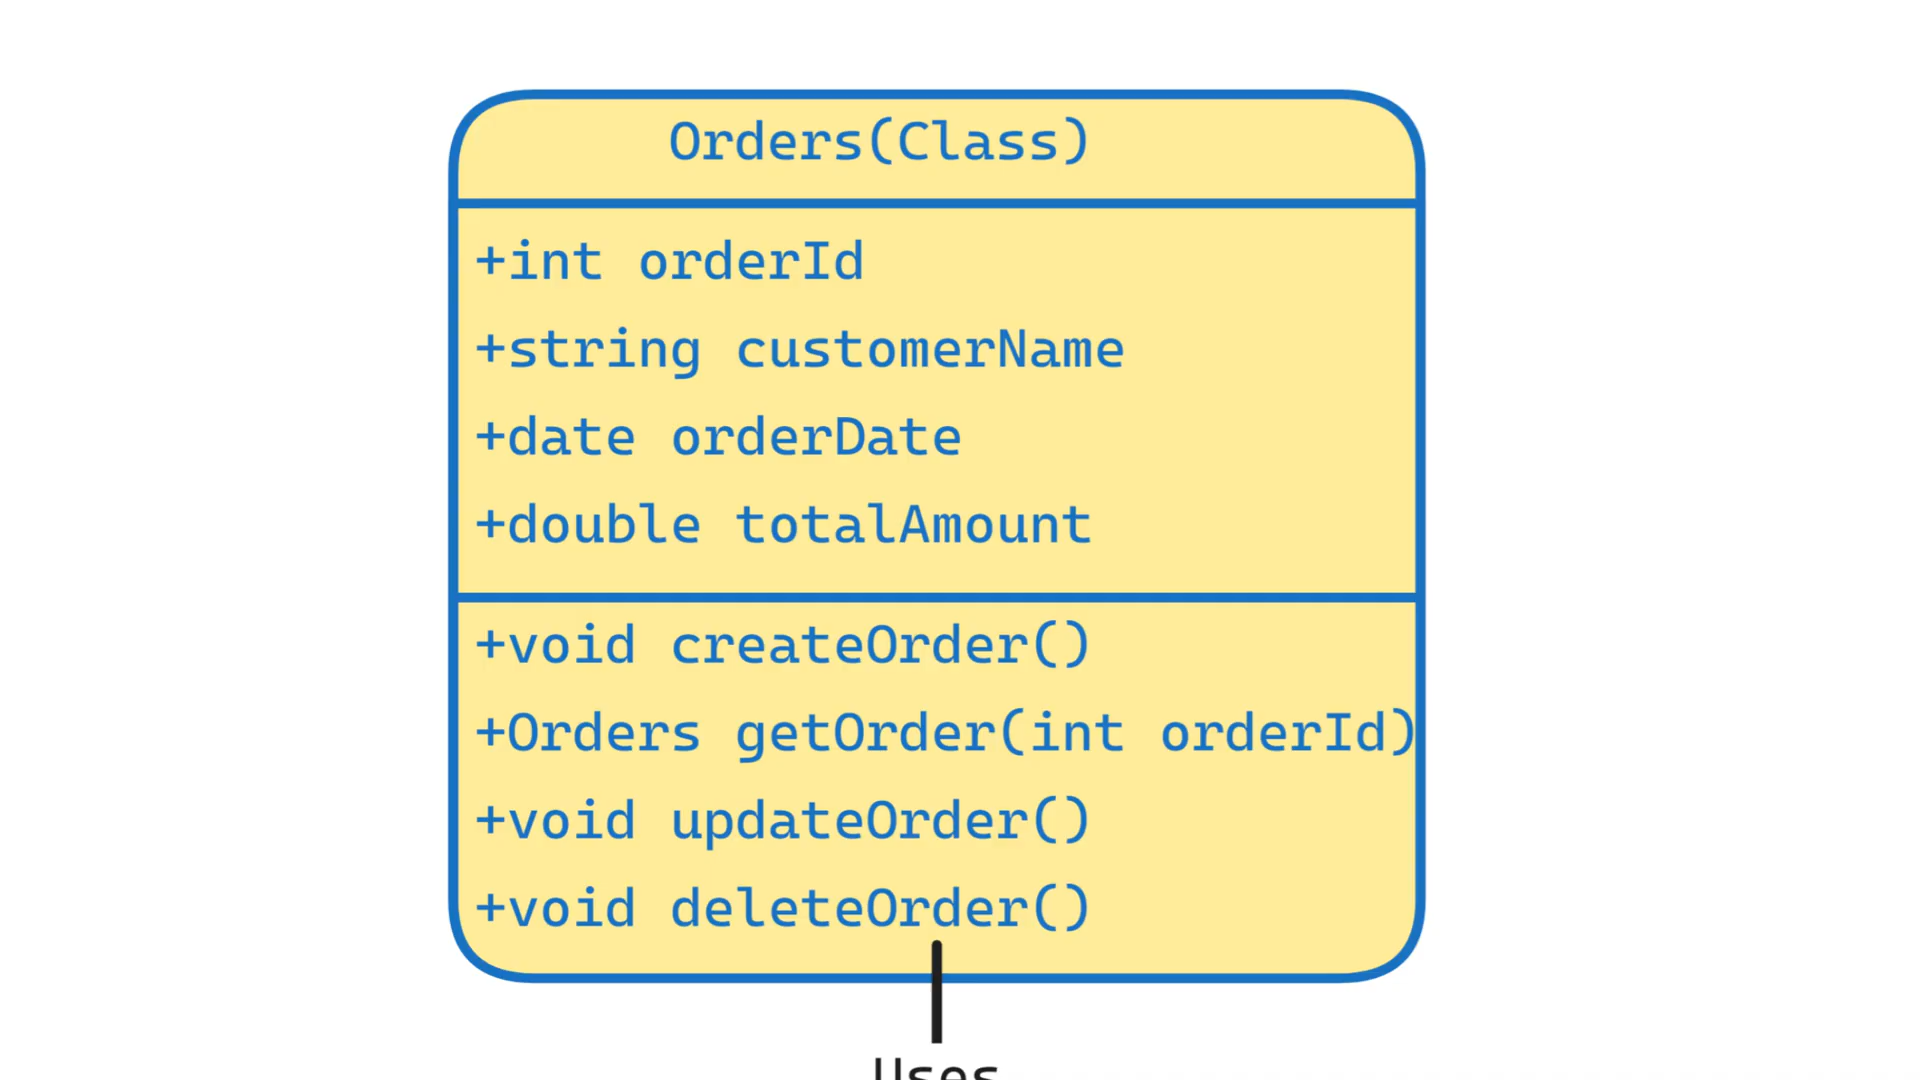 Orders(Class)
+int orderId
+string customerName
+date orderDate
+double totalAmount
+void createOrder()
+Orders getOrder(int orderId)
+void updateOrder()
+void deleteOrder()
Uses